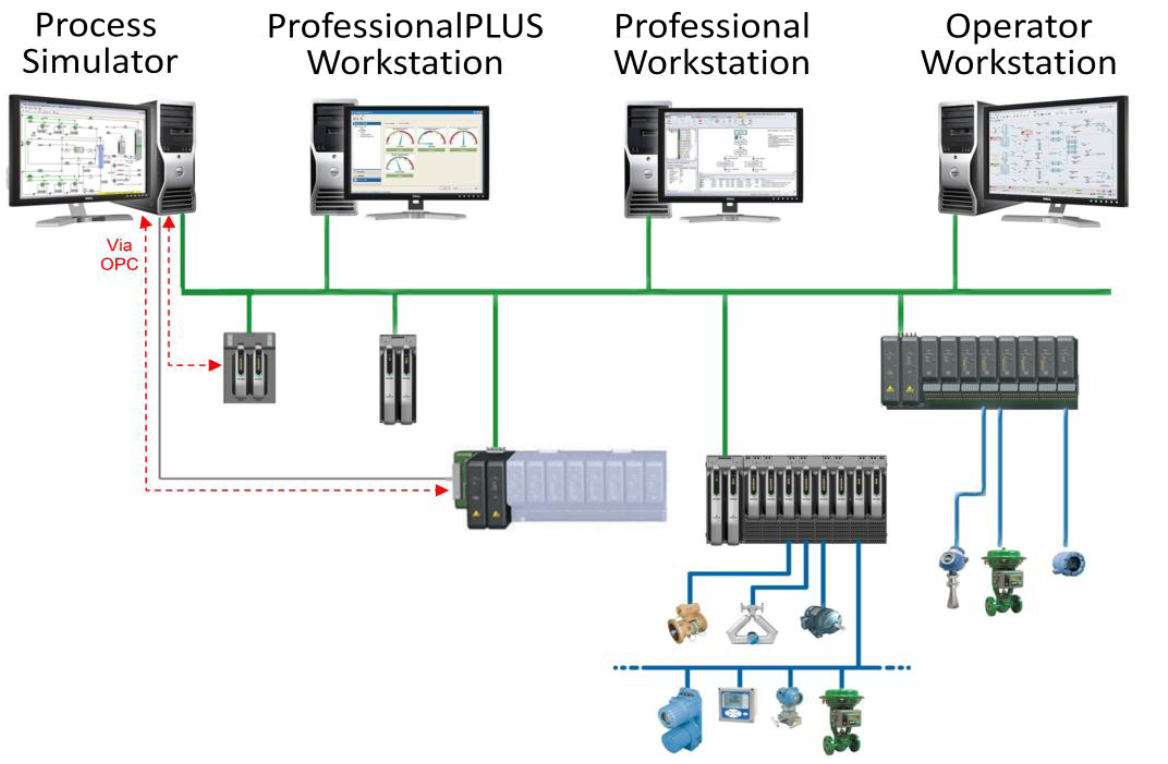 Process
Simulator
ProfessionalPLUS
Workstation
Professional
Workstation
Operator
Workstation
Via
OPC